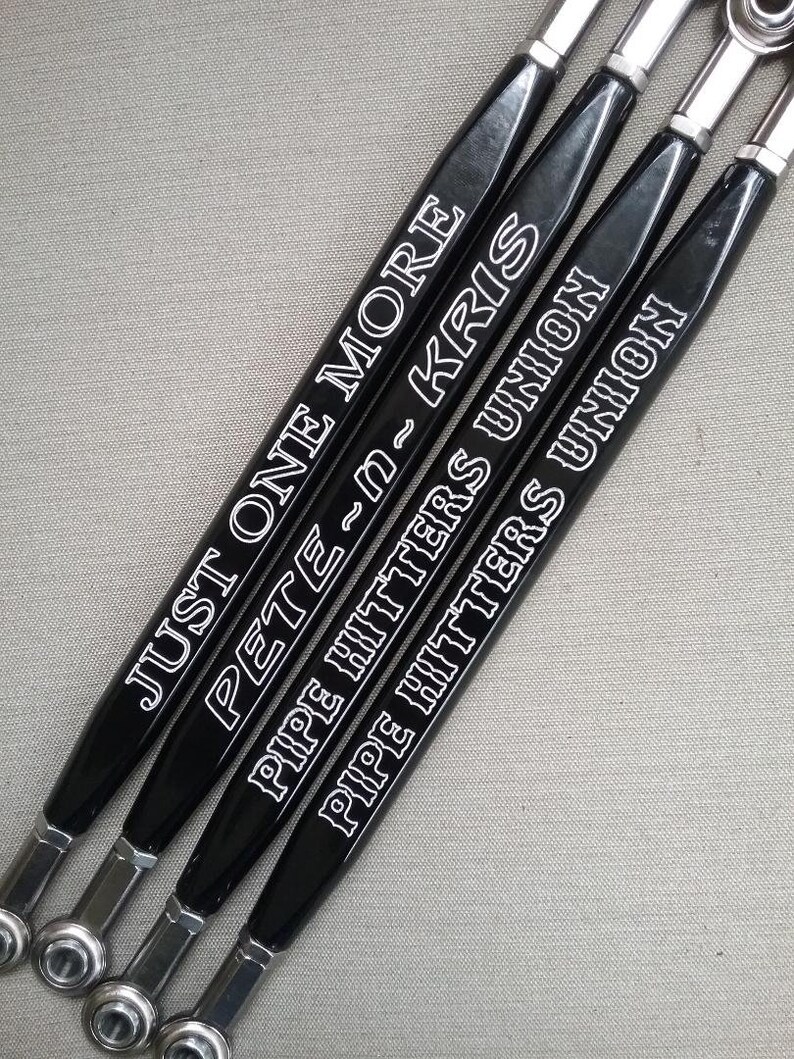 JUST ONE MORE
PETE ~n~ KRIS
PIPE HITTERS UNION
PIPE HITTERS UNION